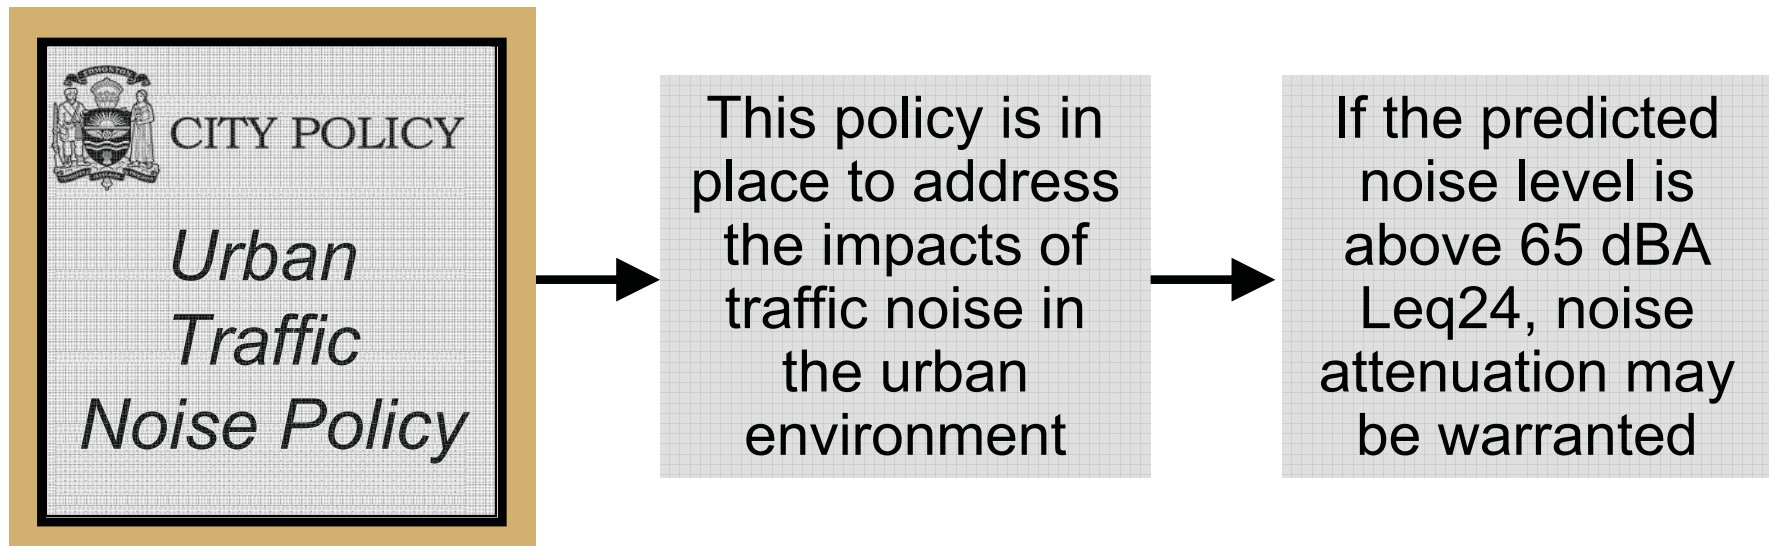 EDMONTON
CITY POLICY
Urban
Traffic
Noise Policy
This policy is in
place to address
the impacts of
traffic noise in
the urban
environment
If the predicted
noise level is
above 65 dBA
Leq24, noise
attenuation may
be warranted